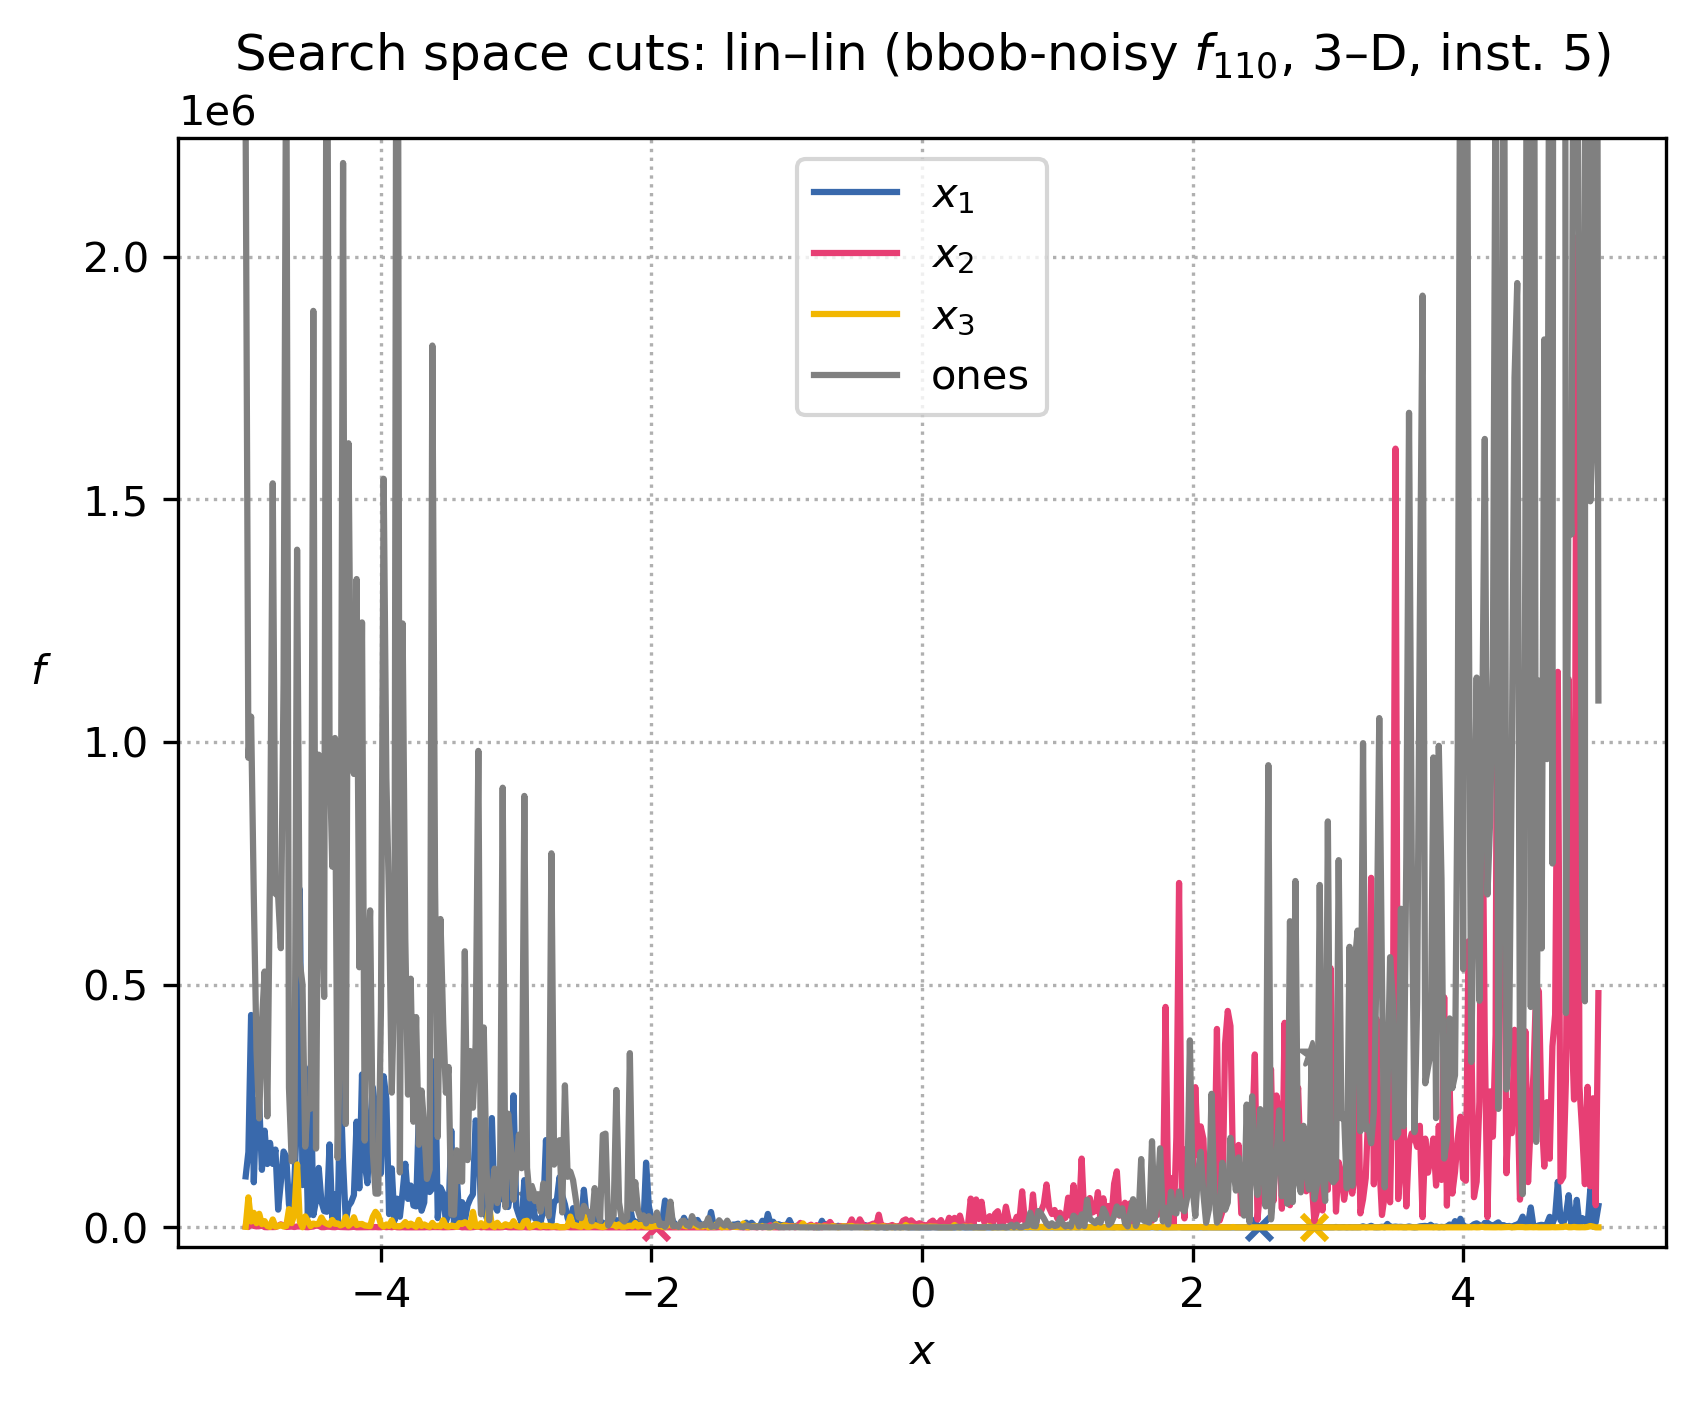 Search space cuts: lin–lin (bbob-noisy f₁₁₀, 3–D, inst. 5)
1e6
x₁
x₂
x₃
ones
2.0
1.5
1.0
0.5
0.0
f
−4 −2 0 2 4
x